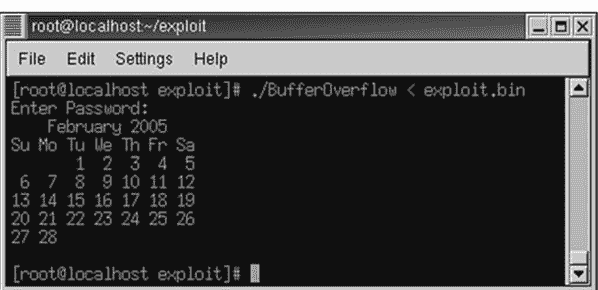 root@localhost:~/exploit
File Edit Settings Help
[root@localhost exploit]# ./BufferOverflow < exploit.bin
Enter Password:
    February 2005
Su Mo Tu We Th Fr Sa
       1  2  3  4  5
 6  7  8  9 10 11 12
13 14 15 16 17 18 19
20 21 22 23 24 25 26
27 28
[root@localhost exploit]#